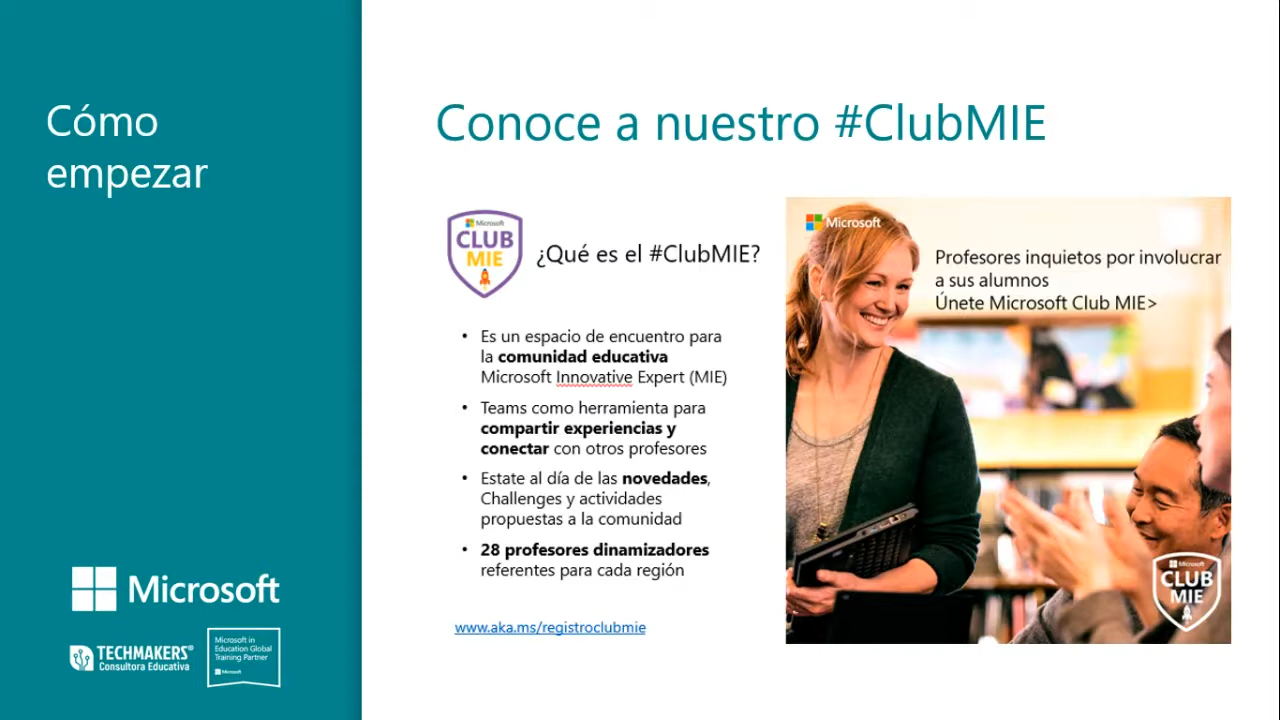 Cómo
empezar
Conoce a nuestro #ClubMIE
Microsoft
CLUB
MIE
¿Qué es el #ClubMIE?
• Es un espacio de encuentro para
la comunidad educativa
Microsoft Innovative Expert (MIE)
• Teams como herramienta para
compartir experiencias y
conectar con otros profesores
• Estate al día de las novedades,
Challenges y actividades
propuestas a la comunidad
• 28 profesores dinamizadores
referentes para cada región
www.aka.ms/registroclubmie
Microsoft
Profesores inquietos por involucrar
a sus alumnos
Únete Microsoft Club MIE>
Microsoft
CLUB
MIE
Microsoft
TECHMAKERS®
Consultora Educativa
Microsoft in
Education Global
Training Partner
Microsoft